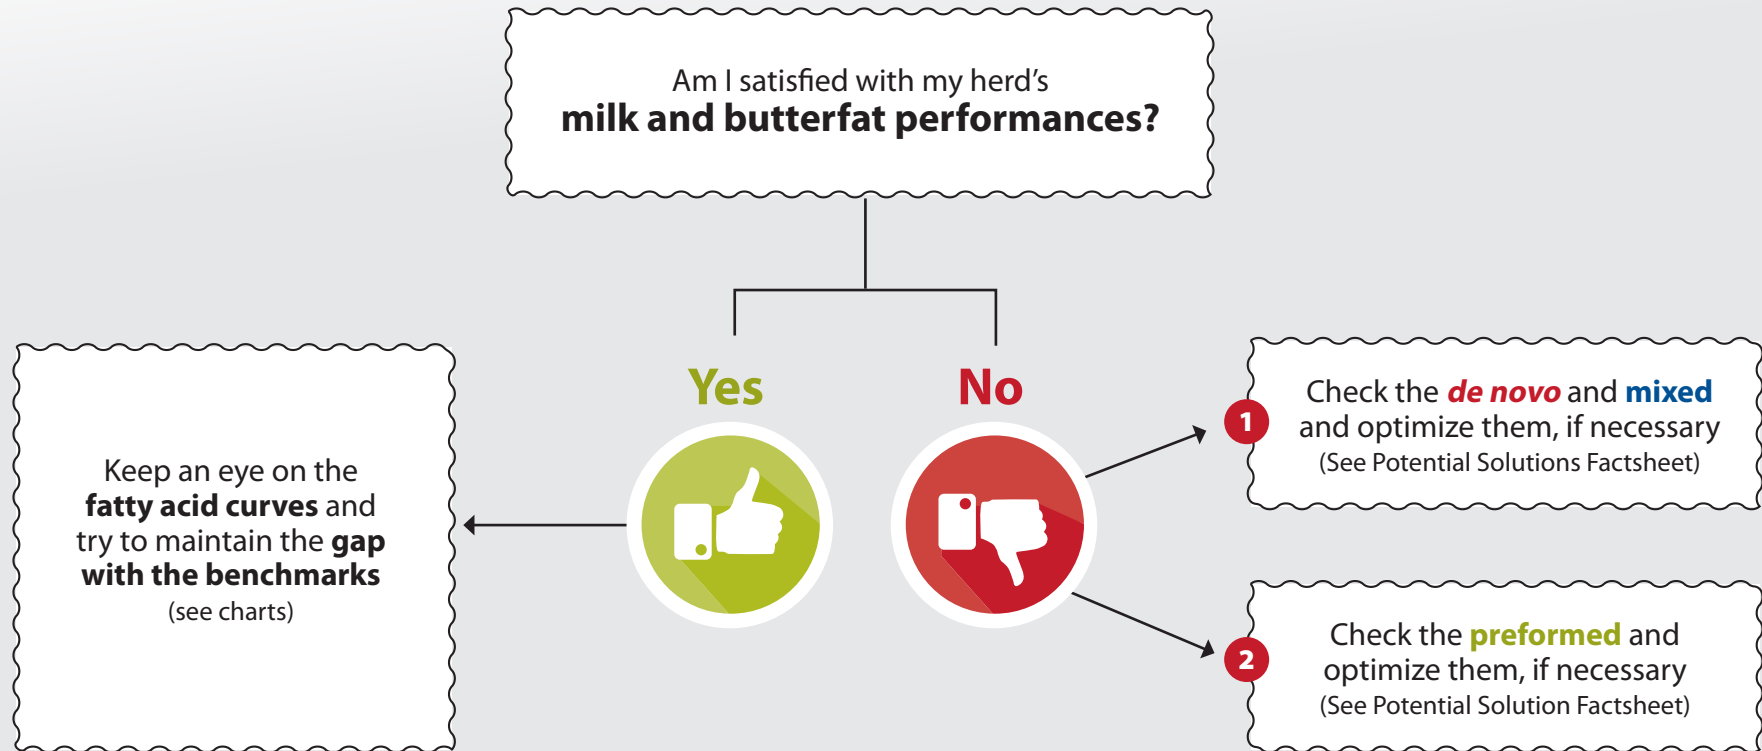 Am I satisfied with my herd's
milk and butterfat performances?
Yes
No
Keep an eye on the
fatty acid curves and
try to maintain the gap
with the benchmarks
(see charts)
1
Check the de novo and mixed
and optimize them, if necessary
(See Potential Solutions Factsheet)
2
Check the preformed and
optimize them, if necessary
(See Potential Solution Factsheet)